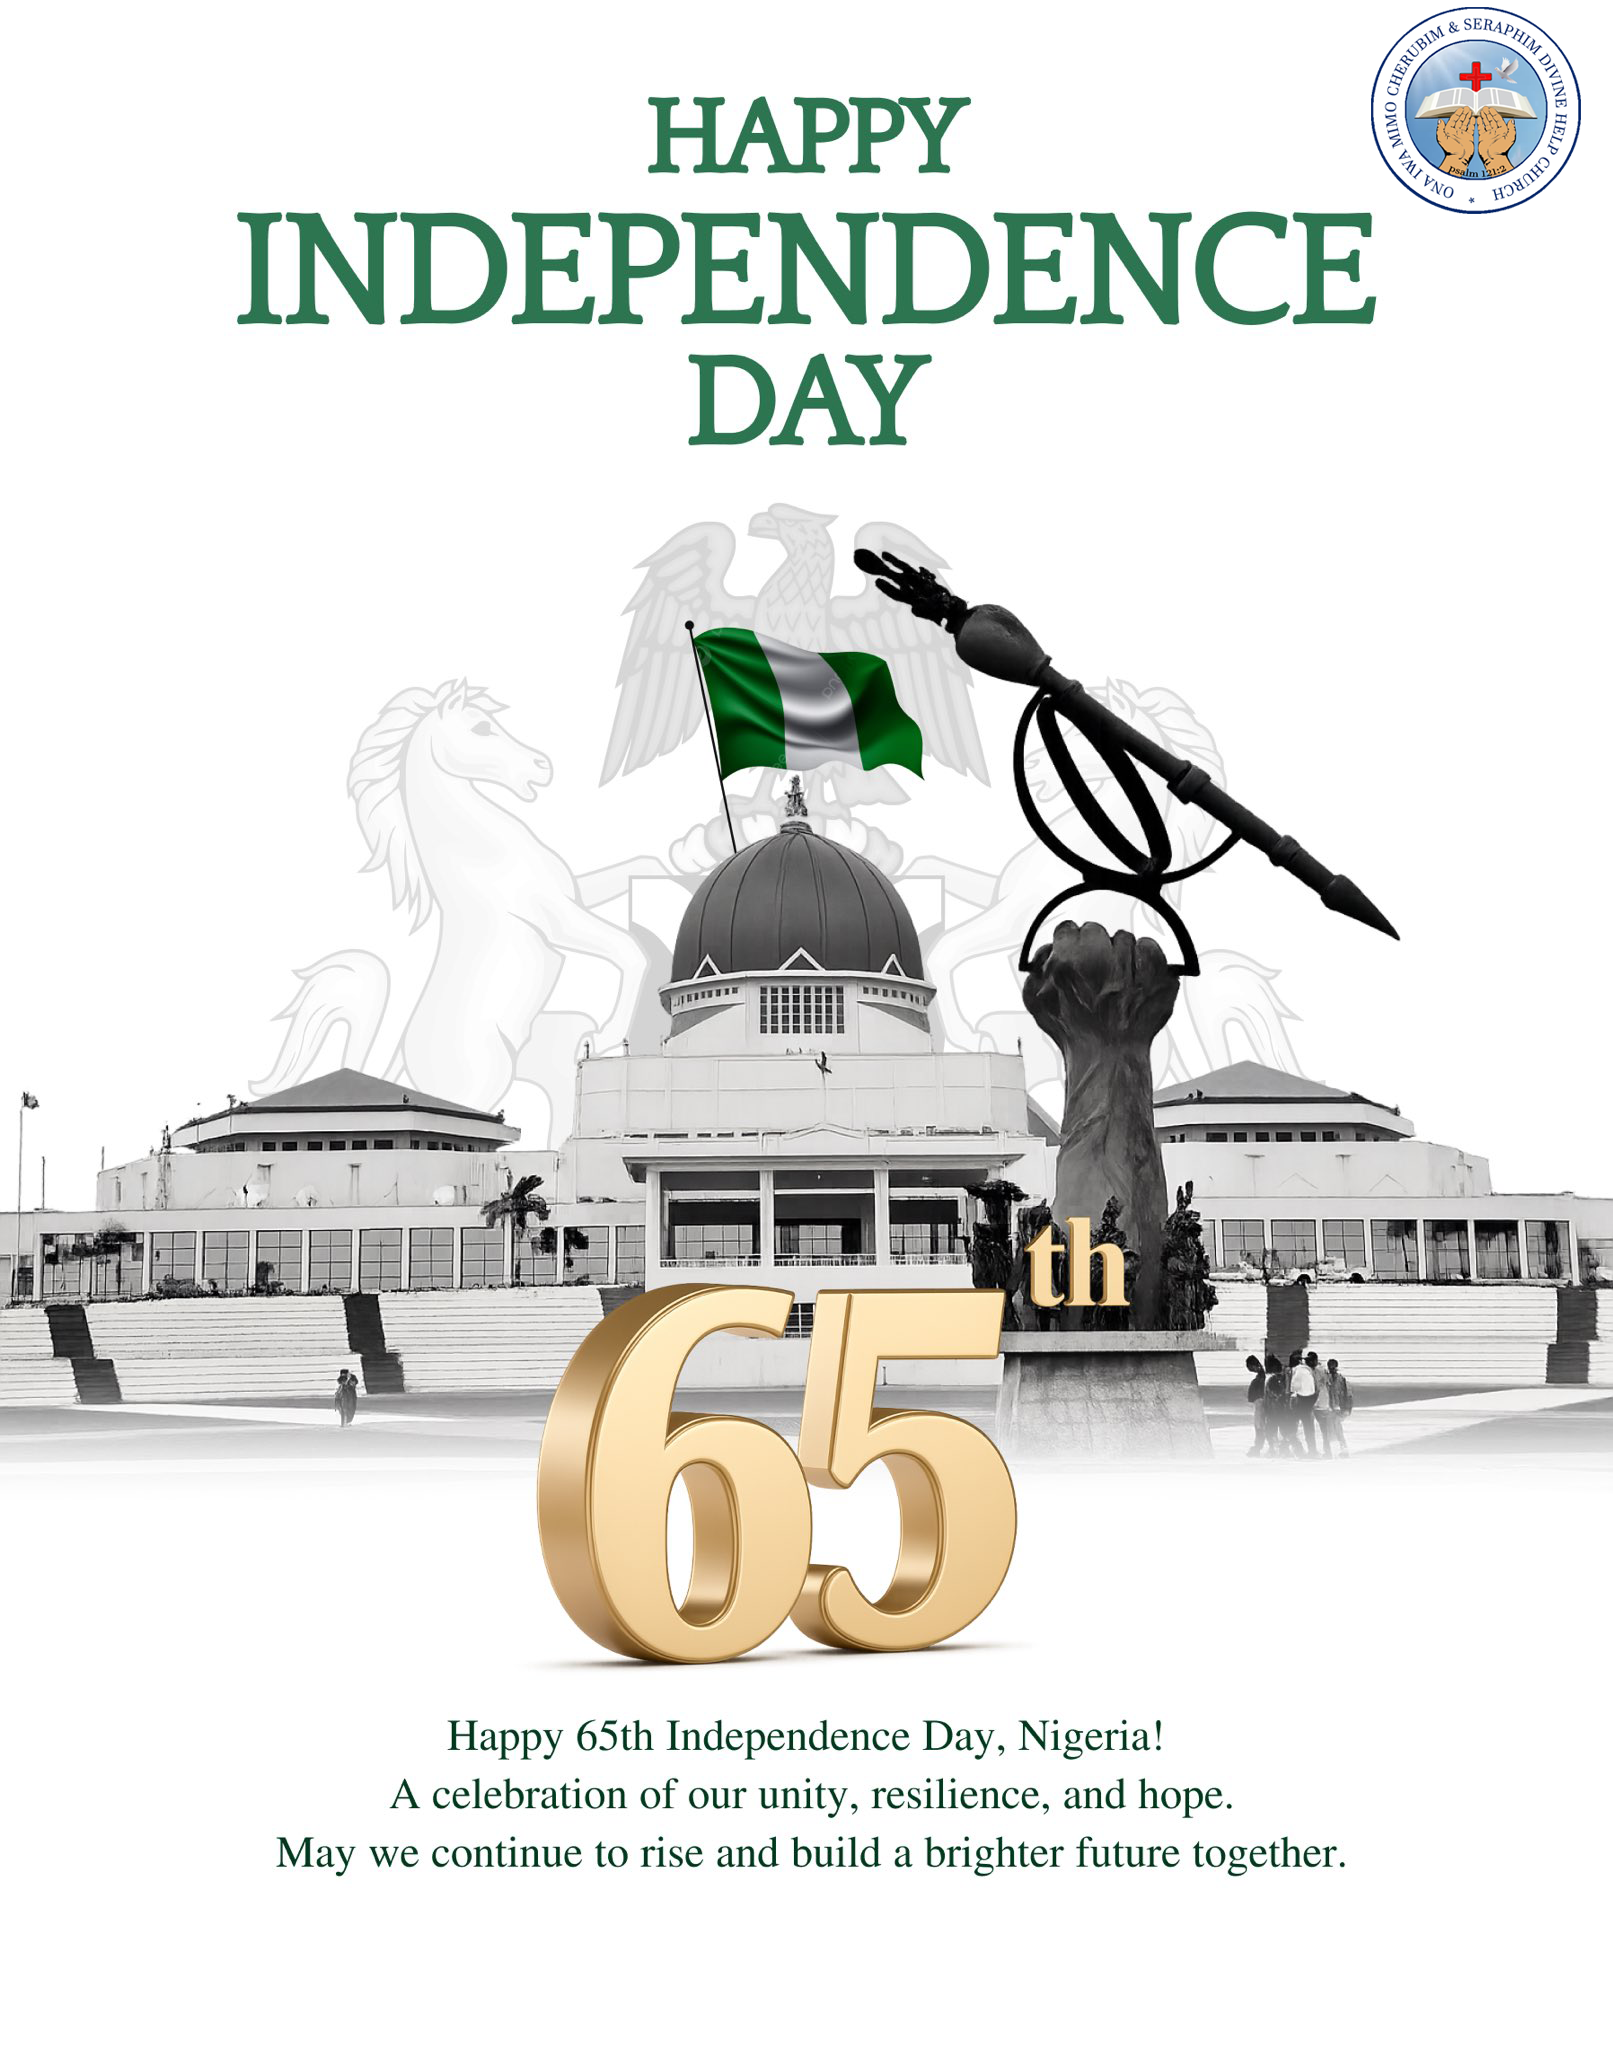 ONA IWA MIMO CHERUBIM & SERAPHIM DIVINE HELP CHURCH
psalm 121:2
HAPPY
INDEPENDENCE
DAY
65th
Happy 65th Independence Day, Nigeria!
A celebration of our unity, resilience, and hope.
May we continue to rise and build a brighter future together.